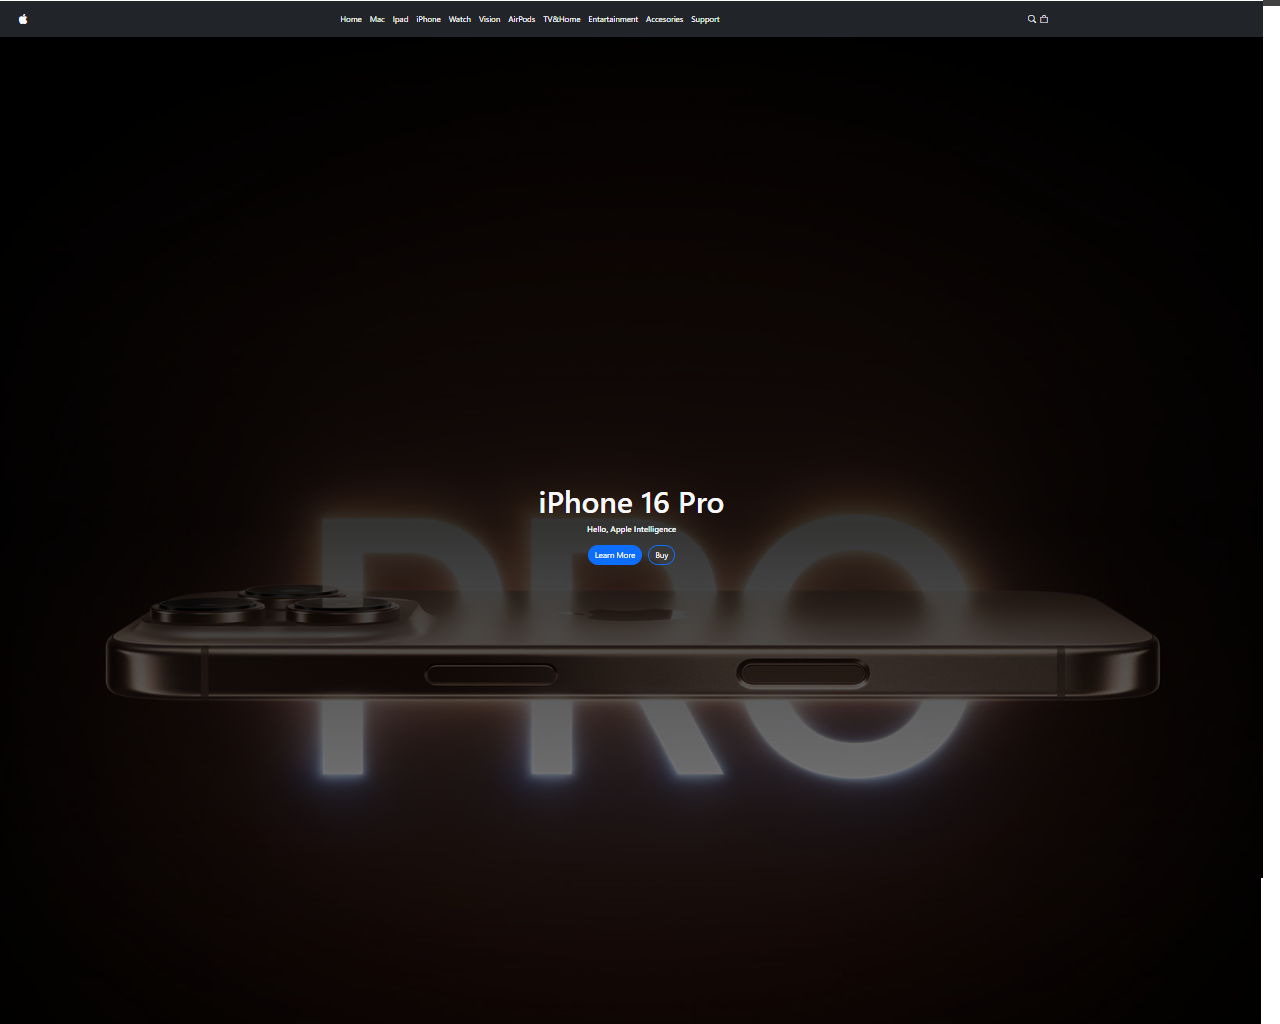 Home Mac Ipad iPhone Watch Vision AirPods TV&Home Entartainment Accesories Support
iPhone 16 Pro
Hello, Apple Intelligence
Learn More Buy
PRO